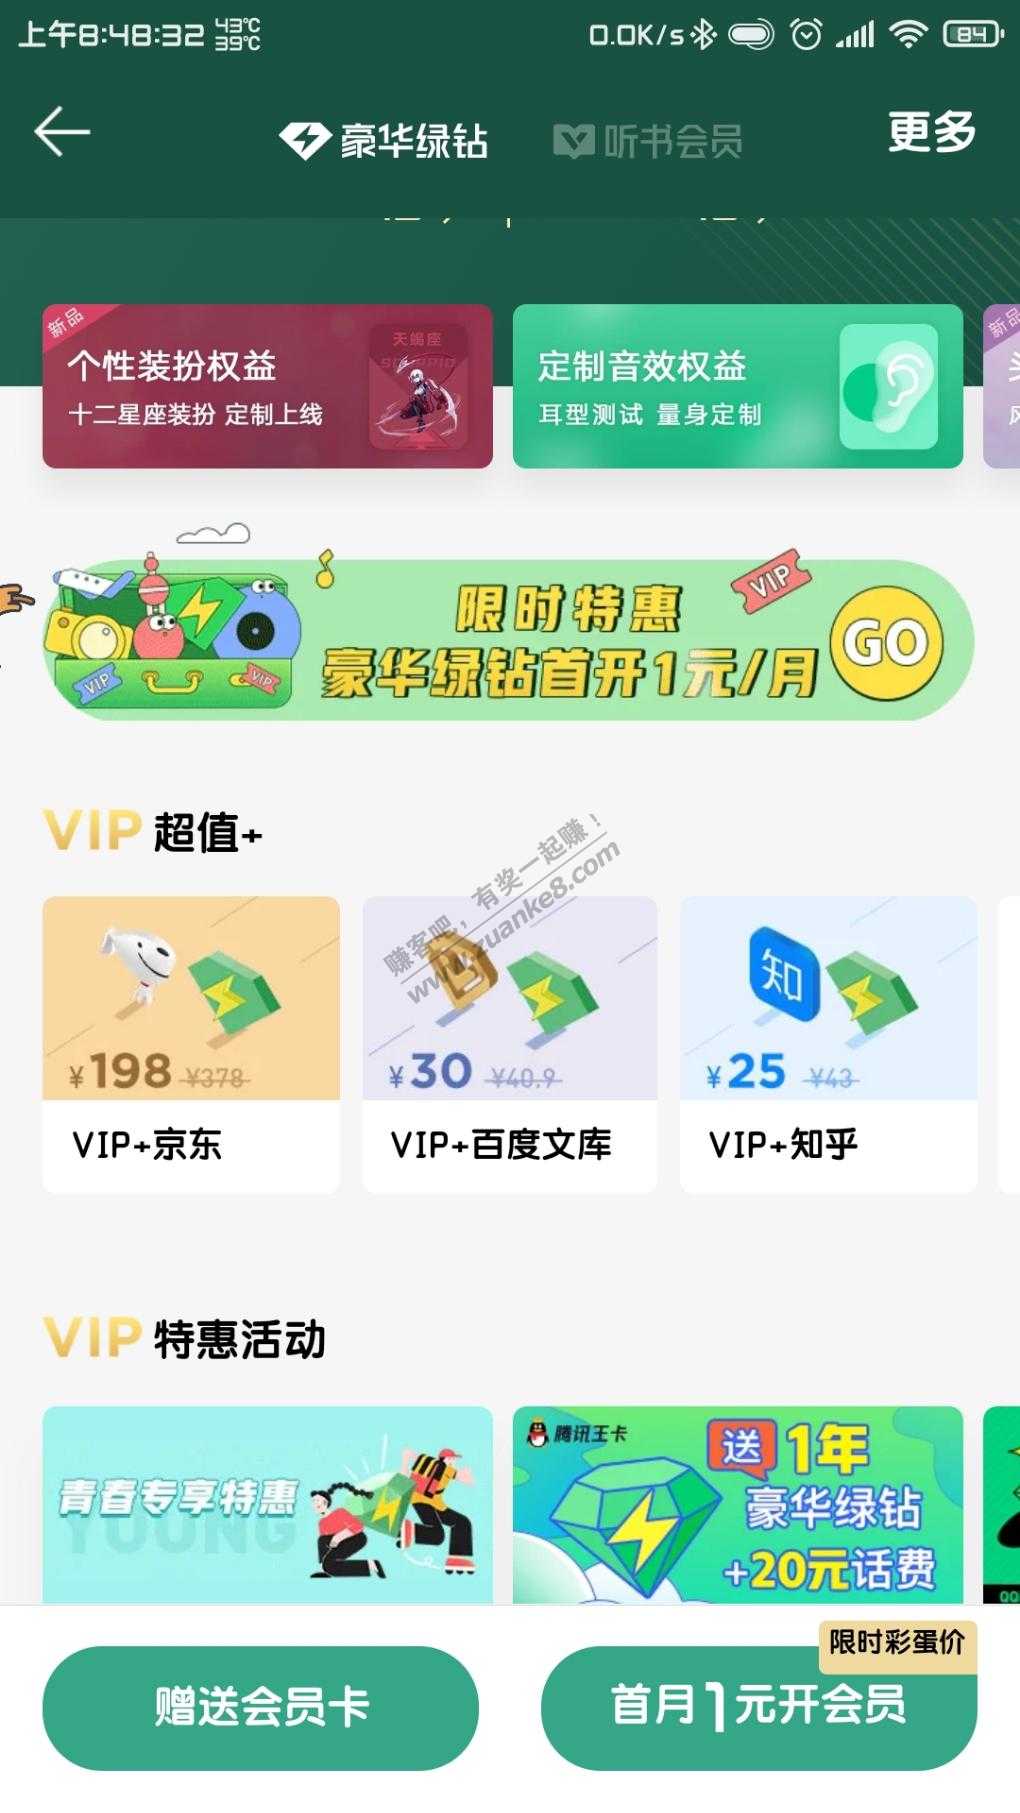 上午8:48:32 43℃ 39℃ 0.0K/s 84
豪华绿钻 听书会员 更多
新品
个性装扮权益
十二星座装扮 定制上线
天蝎座
SCORPIO
定制音效权益
耳型测试 量身定制
新品
限时特惠
豪华绿钻首开1元/月
VIP
GO
VIP
VIP
VIP 超值+
赚客吧，有奖一起赚！
www.zuanke8.com
¥198 ¥378
VIP+京东
¥30 ¥40.9
VIP+百度文库
知
¥25 ¥43
VIP+知乎
VIP 特惠活动
青春专享特惠
YOUNG
腾讯王卡
送1年
豪华绿钻
+20元话费
赠送会员卡
限时彩蛋价
首月1元开会员